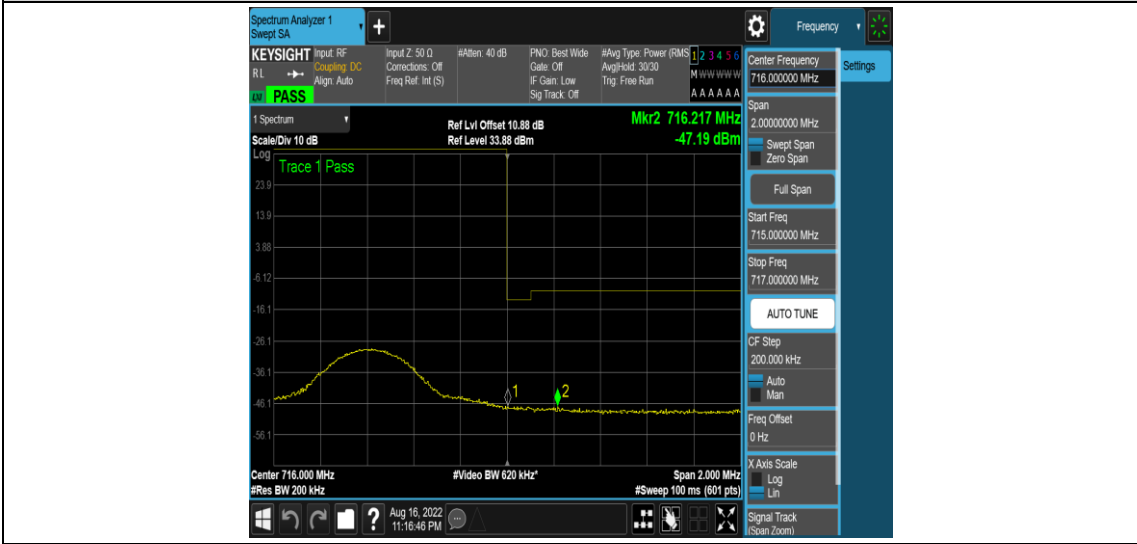 Spectrum Analyzer 1
Swept SA
Frequency
KEYSIGHT
RL
Input: RF
Coupling: DC
Align: Auto
Input Z: 50 Ω
Corrections: Off
Freq Ref: Int (S)
#Atten: 40 dB
PNO: Best Wide
Gate: Off
IF Gain: Low
Sig Track: Off
#Avg Type: Power (RMS
Avg|Hold: 30/30
Trig: Free Run
1 2 3 4 5 6
M W W W W W
A A A A A A
PASS
1 Spectrum
Scale/Div 10 dB
Ref Lvl Offset 10.88 dB
Ref Level 33.88 dBm
Mkr2 716.217 MHz
-47.19 dBm
Log
Trace 1 Pass
23.9
13.9
3.88
-6.12
-16.1
-26.1
-36.1
-46.1
-56.1
1
2
Center 716.000 MHz
#Res BW 200 kHz
#Video BW 620 kHz*
Span 2.000 MHz
#Sweep 100 ms (601 pts)
Aug 16, 2022
11:16:46 PM
Settings
Center Frequency
716.000000 MHz
Span
2.00000000 MHz
Swept Span
Zero Span
Full Span
Start Freq
715.000000 MHz
Stop Freq
717.000000 MHz
AUTO TUNE
CF Step
200.000 kHz
Auto
Man
Freq Offset
0 Hz
X Axis Scale
Log
Lin
Signal Track
(Span Zoom)